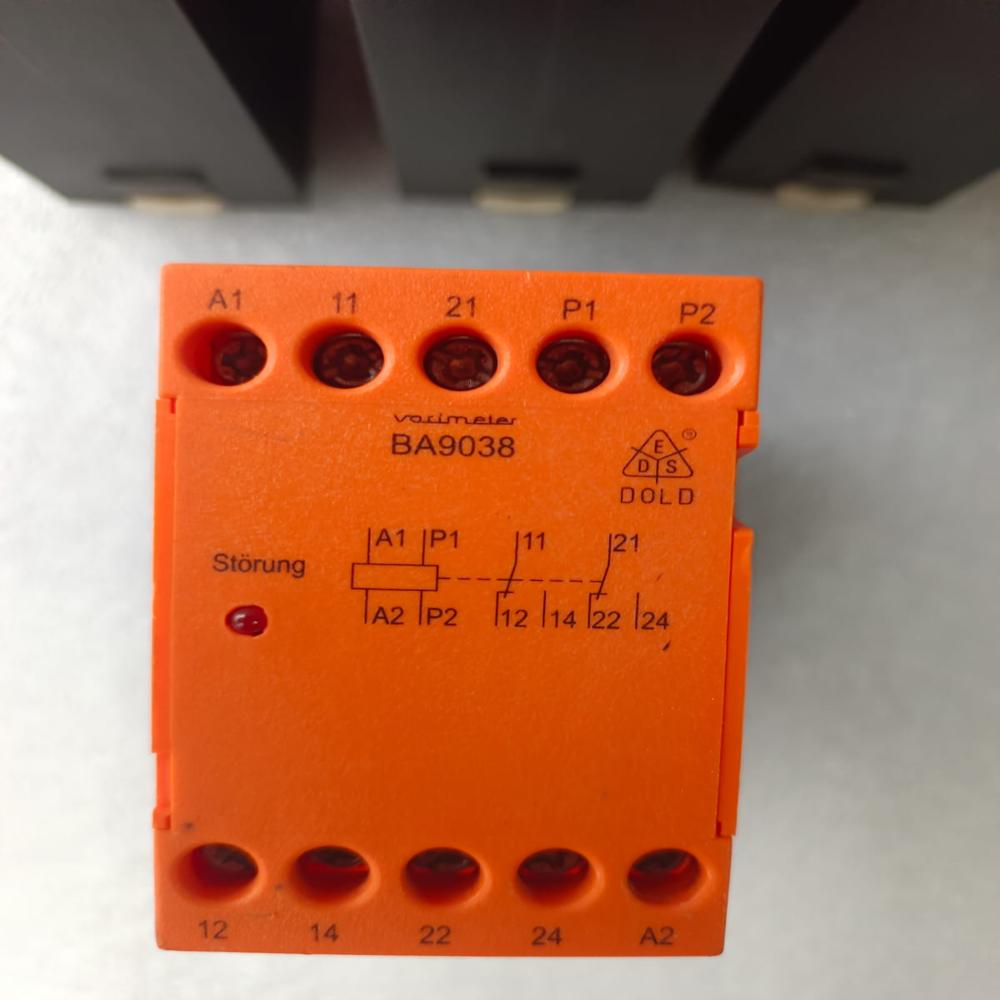 A1 11 21 P1 P2
varimeter
BA9038
E
D S
®
DOLD
A1 P1 11 21
Störung
A2 P2 12 14 22 24
12 14 22 24 A2